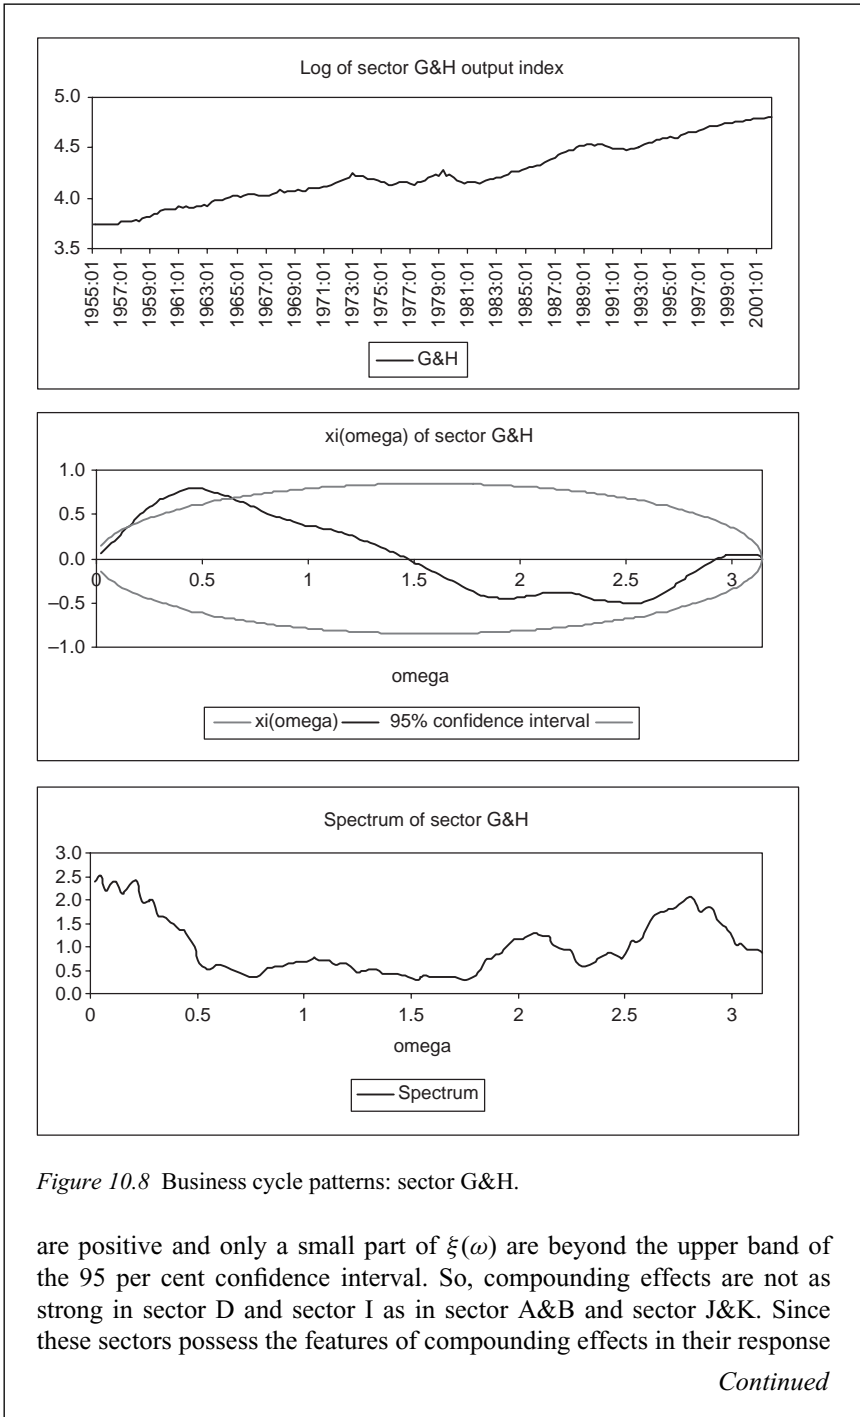 Log of sector G&H output index
5.0
4.5
4.0
3.5
1955:01 1957:01 1959:01 1961:01 1963:01 1965:01 1967:01 1969:01 1971:01 1973:01 1975:01 1977:01 1979:01 1981:01 1983:01 1985:01 1987:01 1989:01 1991:01 1993:01 1995:01 1997:01 1999:01 2001:01
G&H
xi(omega) of sector G&H
1.0
0.5
0.0
0 0.5 1 1.5 2 2.5 3
–0.5
–1.0
omega
xi(omega) 95% confidence interval
Spectrum of sector G&H
3.0
2.5
2.0
1.5
1.0
0.5
0.0
0 0.5 1 1.5 2 2.5 3
omega
Spectrum
Figure 10.8 Business cycle patterns: sector G&H.
are positive and only a small part of ξ(ω) are beyond the upper band of
the 95 per cent confidence interval. So, compounding effects are not as
strong in sector D and sector I as in sector A&B and sector J&K. Since
these sectors possess the features of compounding effects in their response
Continued